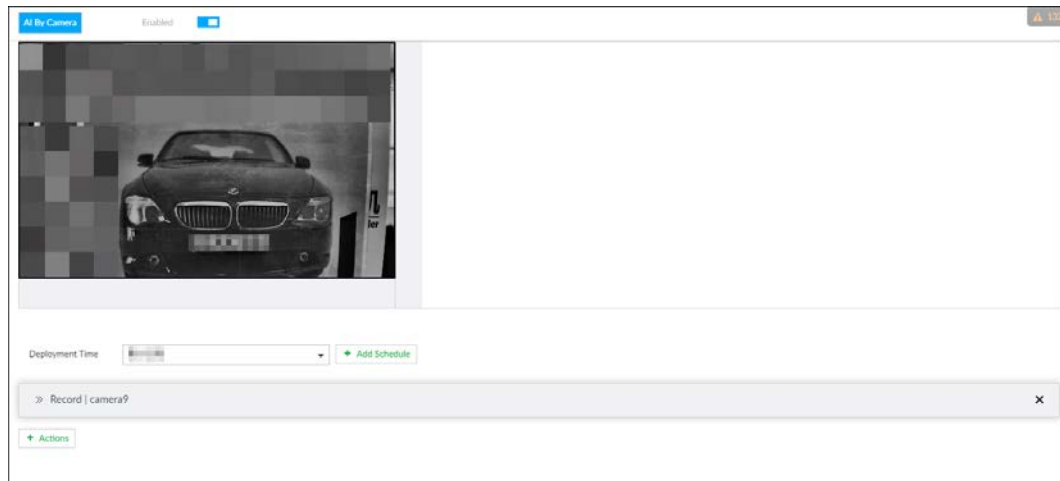 AI By Camera Enabled
Deployment Time Add Schedule
Record | camera9
Actions